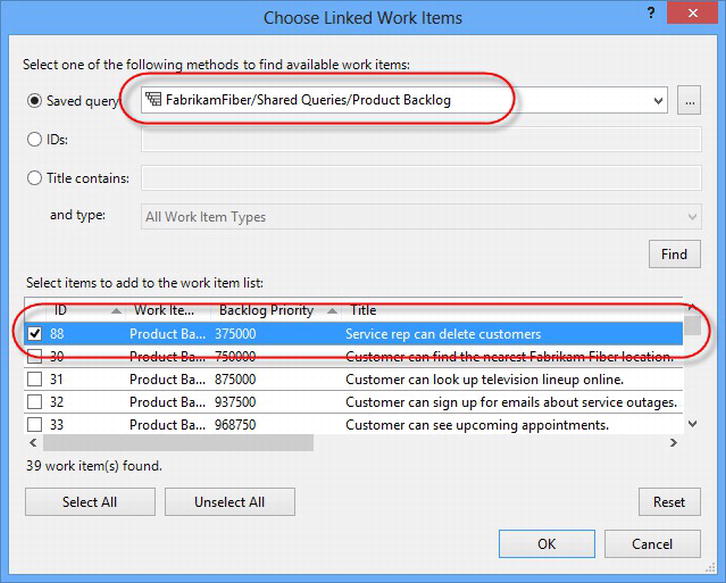 Choose Linked Work Items
?
Select one of the following methods to find available work items:
Saved query
FabrikamFiber/Shared Queries/Product Backlog
...
IDs:
Title contains:
and type:
All Work Item Types
Find
Select items to add to the work item list:
ID Work Ite... Backlog Priority Title
88 Product Ba... 375000 Service rep can delete customers
30 Product Ba... 750000 Customer can find the nearest Fabrikam Fiber location.
31 Product Ba... 875000 Customer can look up television lineup online.
32 Product Ba... 937500 Customer can sign up for emails about service outages.
33 Product Ba... 968750 Customer can see upcoming appointments.
39 work item(s) found.
Select All Unselect All Reset
OK Cancel